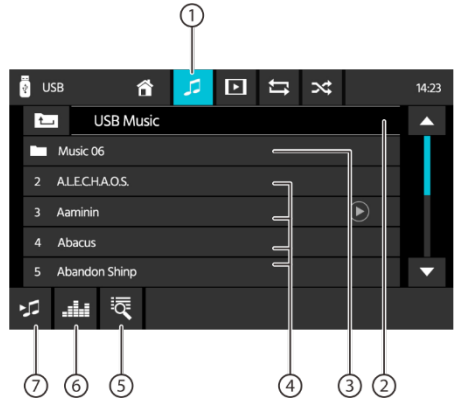 1
USB
14:23
USB Music
Music 06
2 A.L.E.C.H.A.O.S.
3 Aaminin
4 Abacus
5 Abandon Shinp
7 6 5 4 3 2